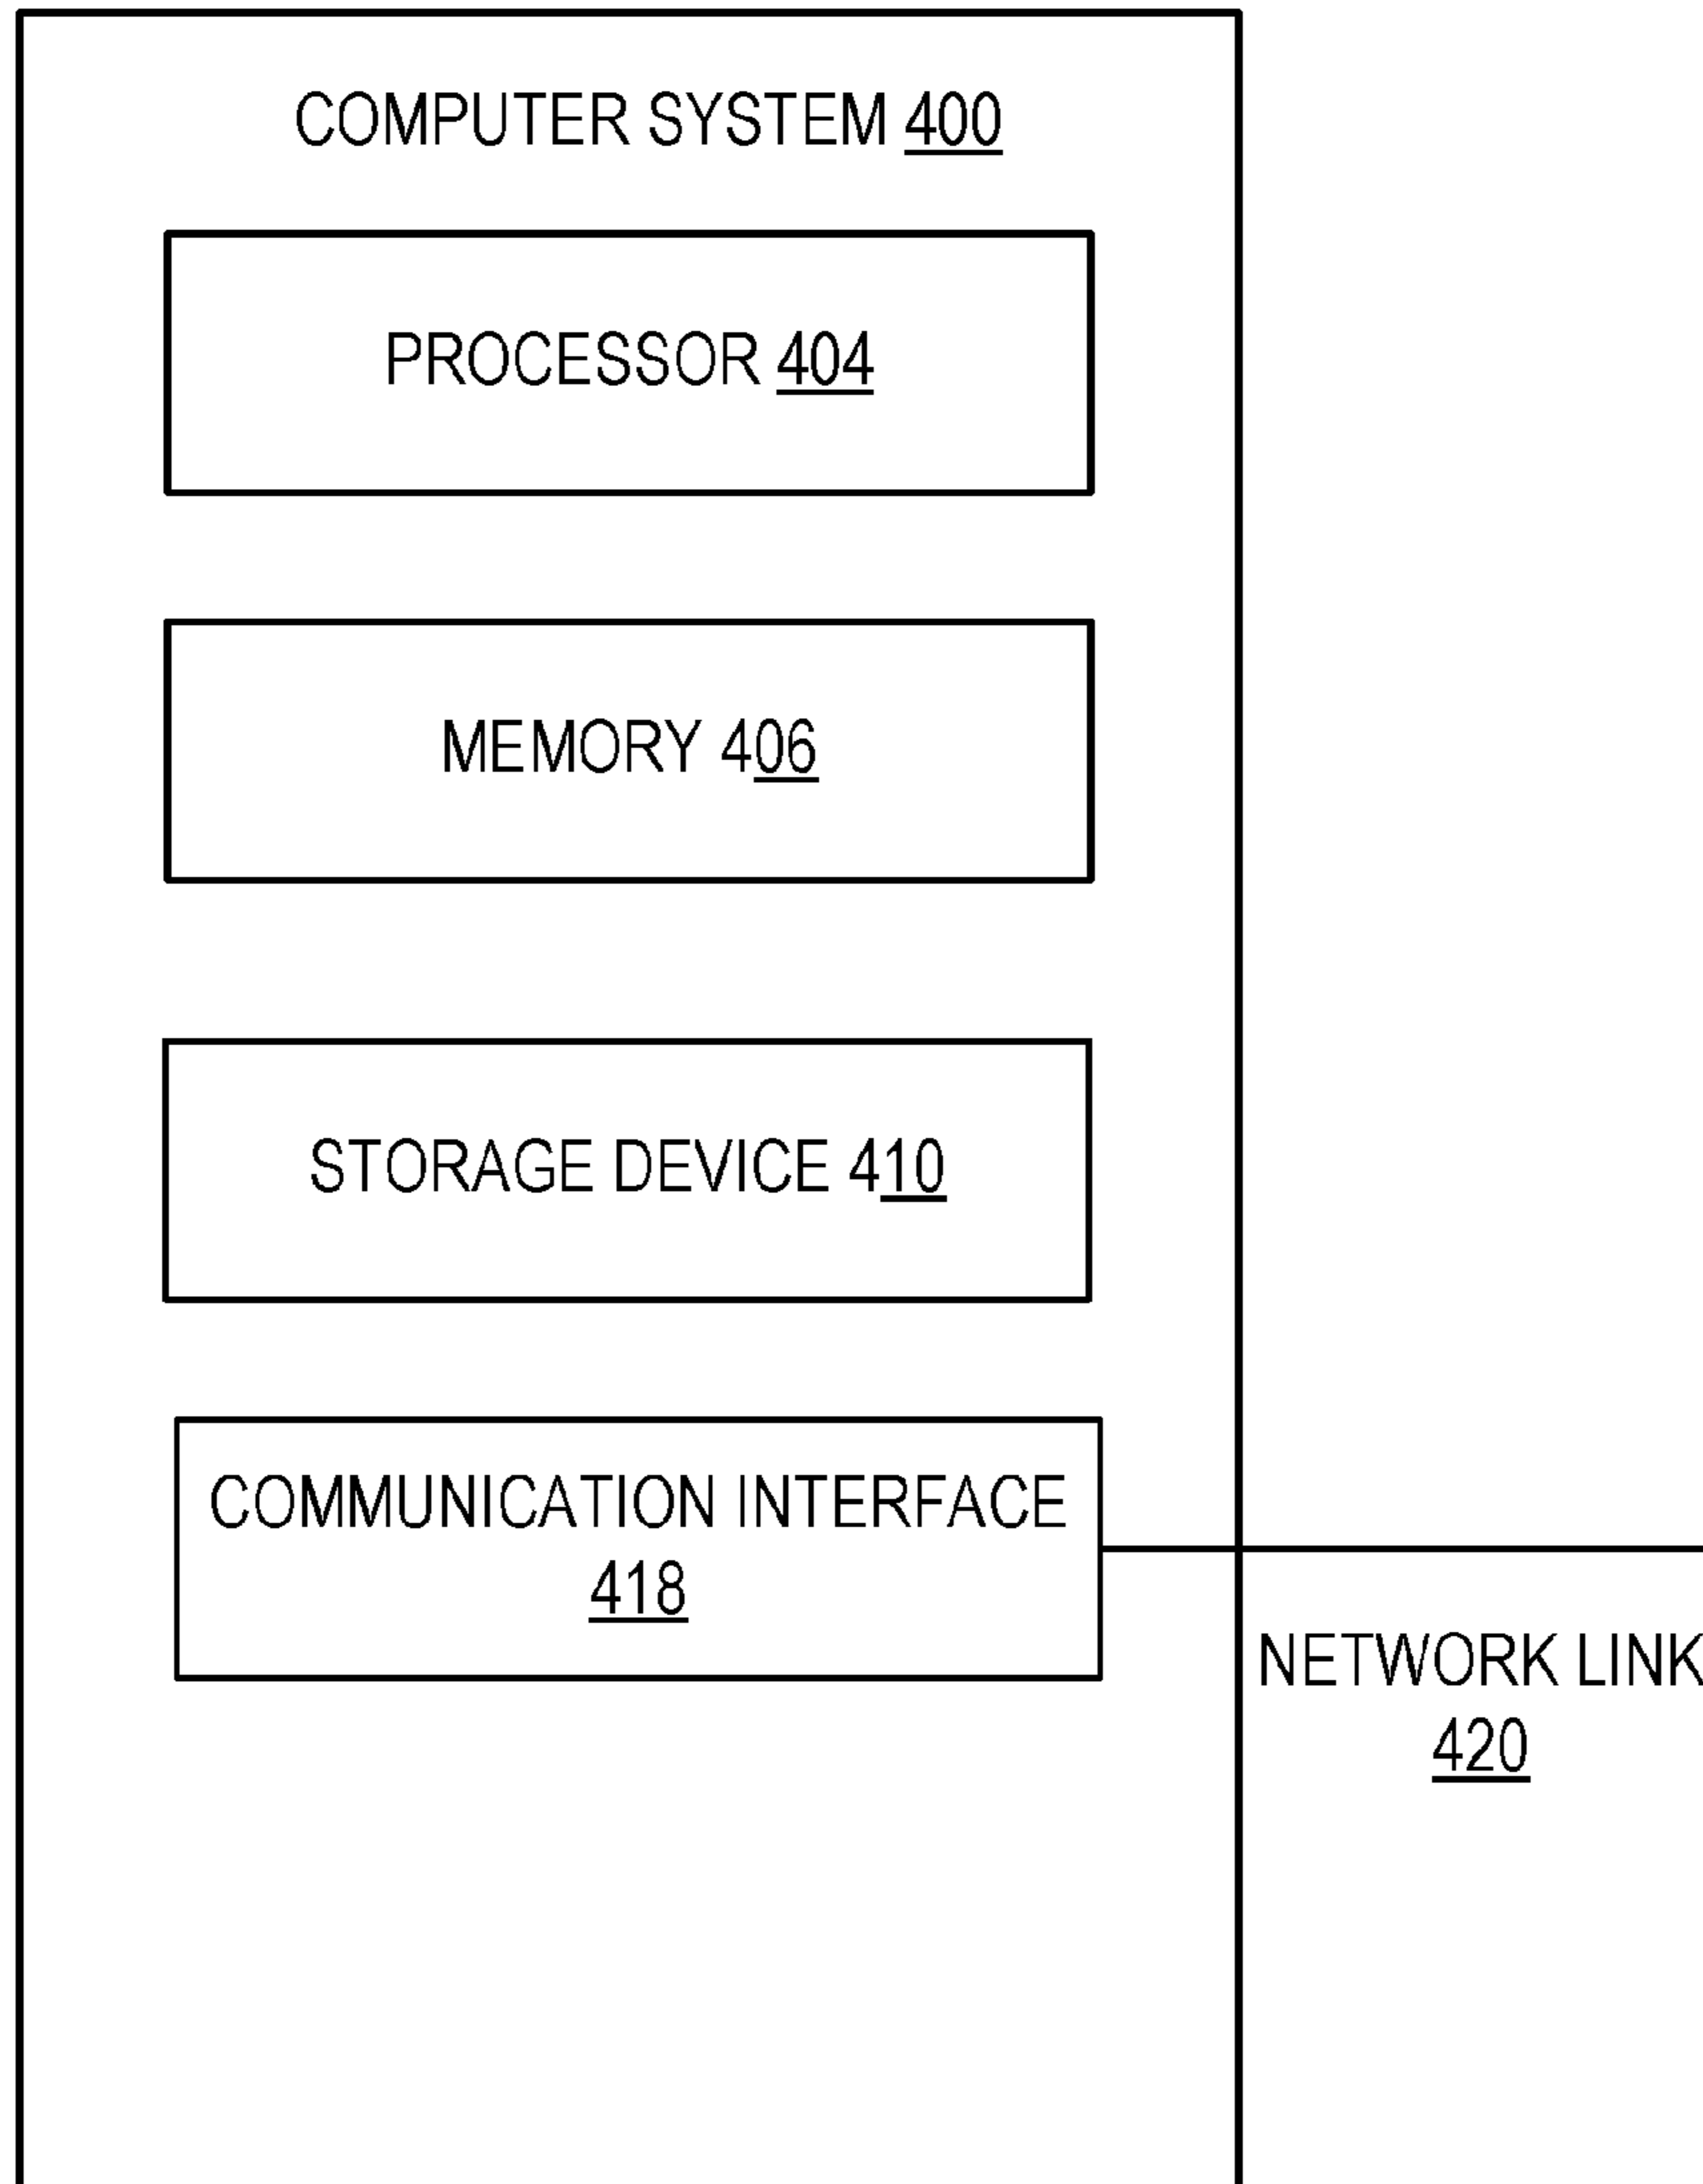 COMPUTER SYSTEM 400
PROCESSOR 404
MEMORY 406
STORAGE DEVICE 410
COMMUNICATION INTERFACE
418
NETWORK LINK
420